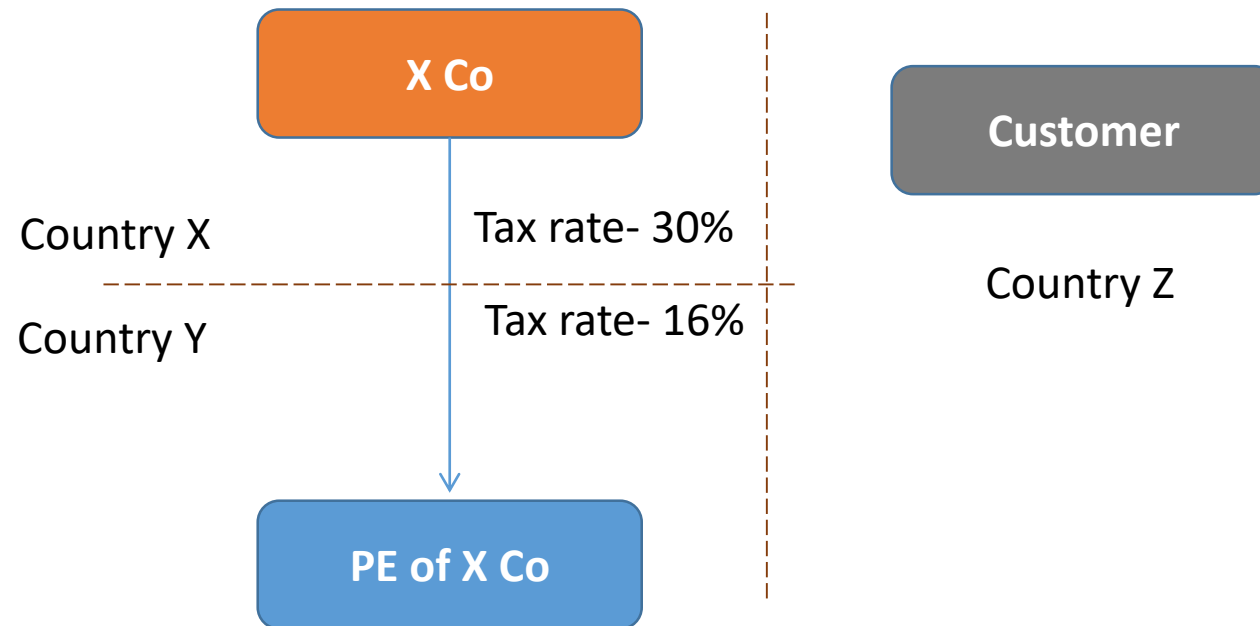 X Co
Customer
Country X
Tax rate- 30%
Country Z
Country Y
Tax rate- 16%
PE of X Co